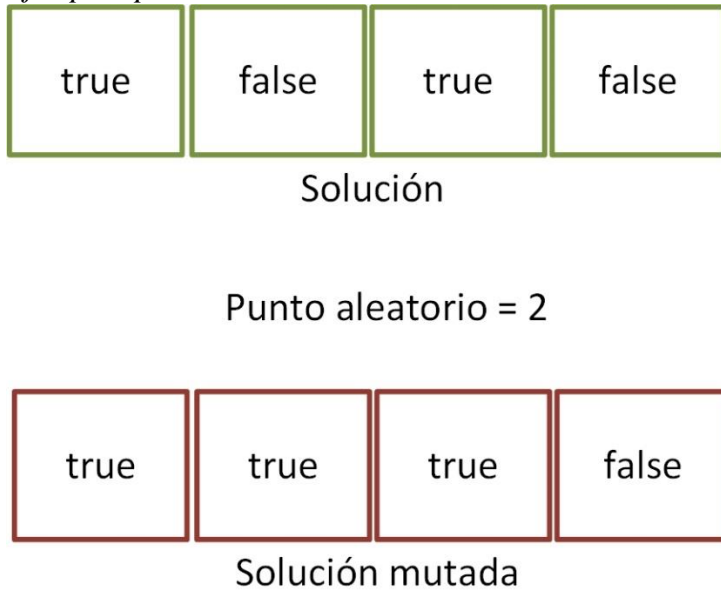 true false true false
Solución
Punto aleatorio = 2
true true true false
Solución mutada